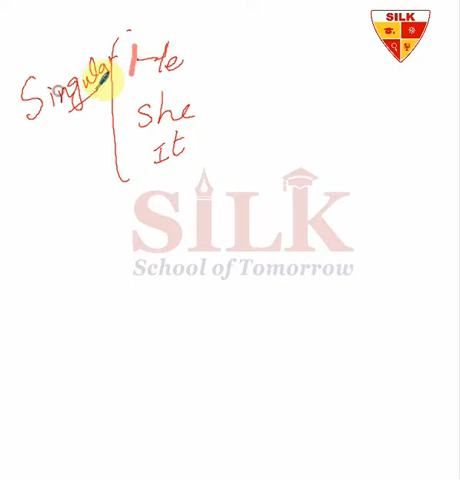 SILK
Singular
He
She
It
SiLK
School of Tomorrow